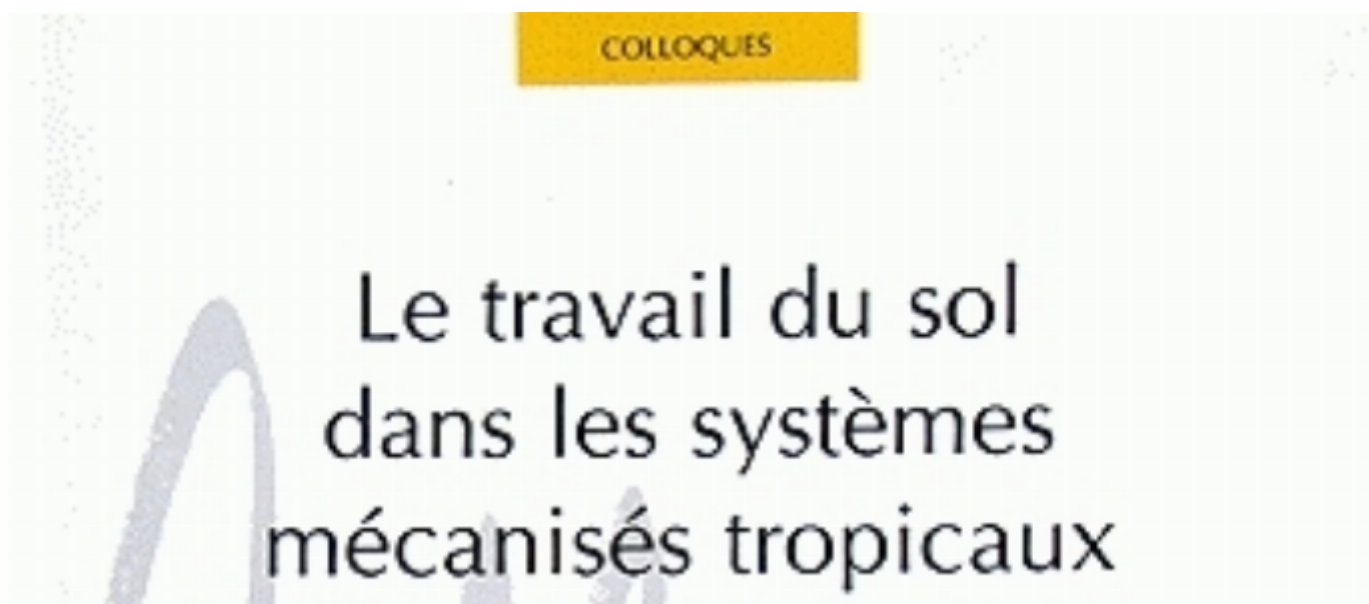 COLLOQUES
Le travail du sol
dans les systèmes
mécanisés tropicaux